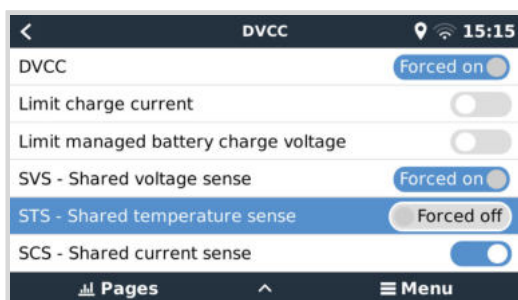 DVCC 15:15
DVCC Forced on
Limit charge current
Limit managed battery charge voltage
SVS - Shared voltage sense Forced on
STS - Shared temperature sense Forced off
SCS - Shared current sense
Pages Menu